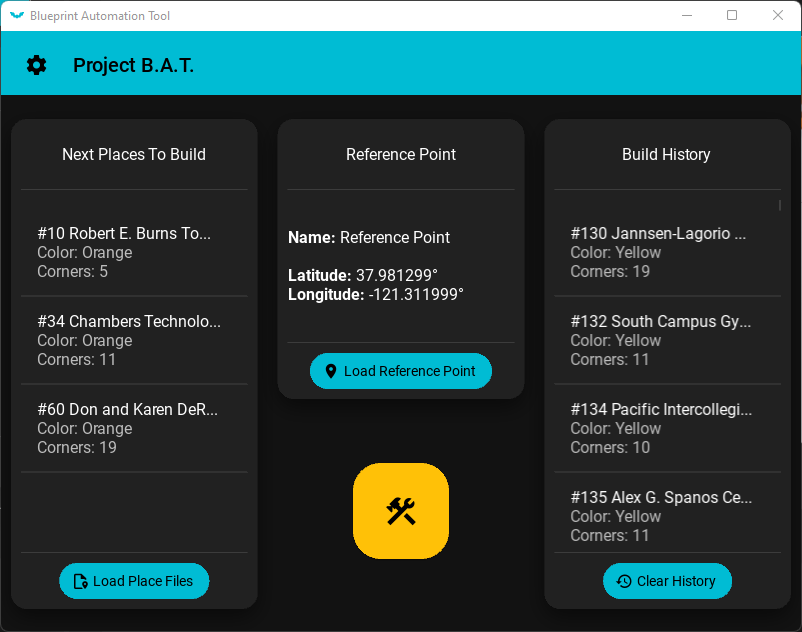 Blueprint Automation Tool
Project B.A.T.
Next Places To Build
#10 Robert E. Burns To...
Color: Orange
Corners: 5
#34 Chambers Technolo...
Color: Orange
Corners: 11
#60 Don and Karen DeR...
Color: Orange
Corners: 19
Load Place Files
Reference Point
Name: Reference Point
Latitude: 37.981299°
Longitude: -121.311999°
Load Reference Point
Build History
#130 Jannsen-Lagorio ...
Color: Yellow
Corners: 19
#132 South Campus Gy...
Color: Yellow
Corners: 11
#134 Pacific Intercollegi...
Color: Yellow
Corners: 10
#135 Alex G. Spanos Ce...
Color: Yellow
Corners: 11
Clear History